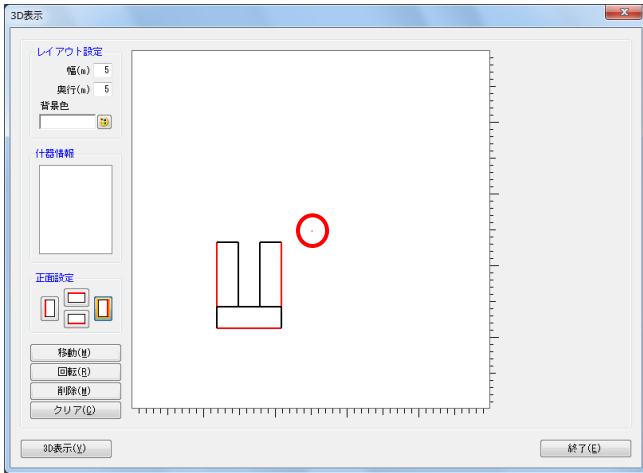 3D表示
レイアウト設定
幅(m) 5
奥行(m) 5
背景色
什器情報
正面設定
移動(M)
回転(R)
削除(M)
クリア(C)
3D表示(V)
終了(E)